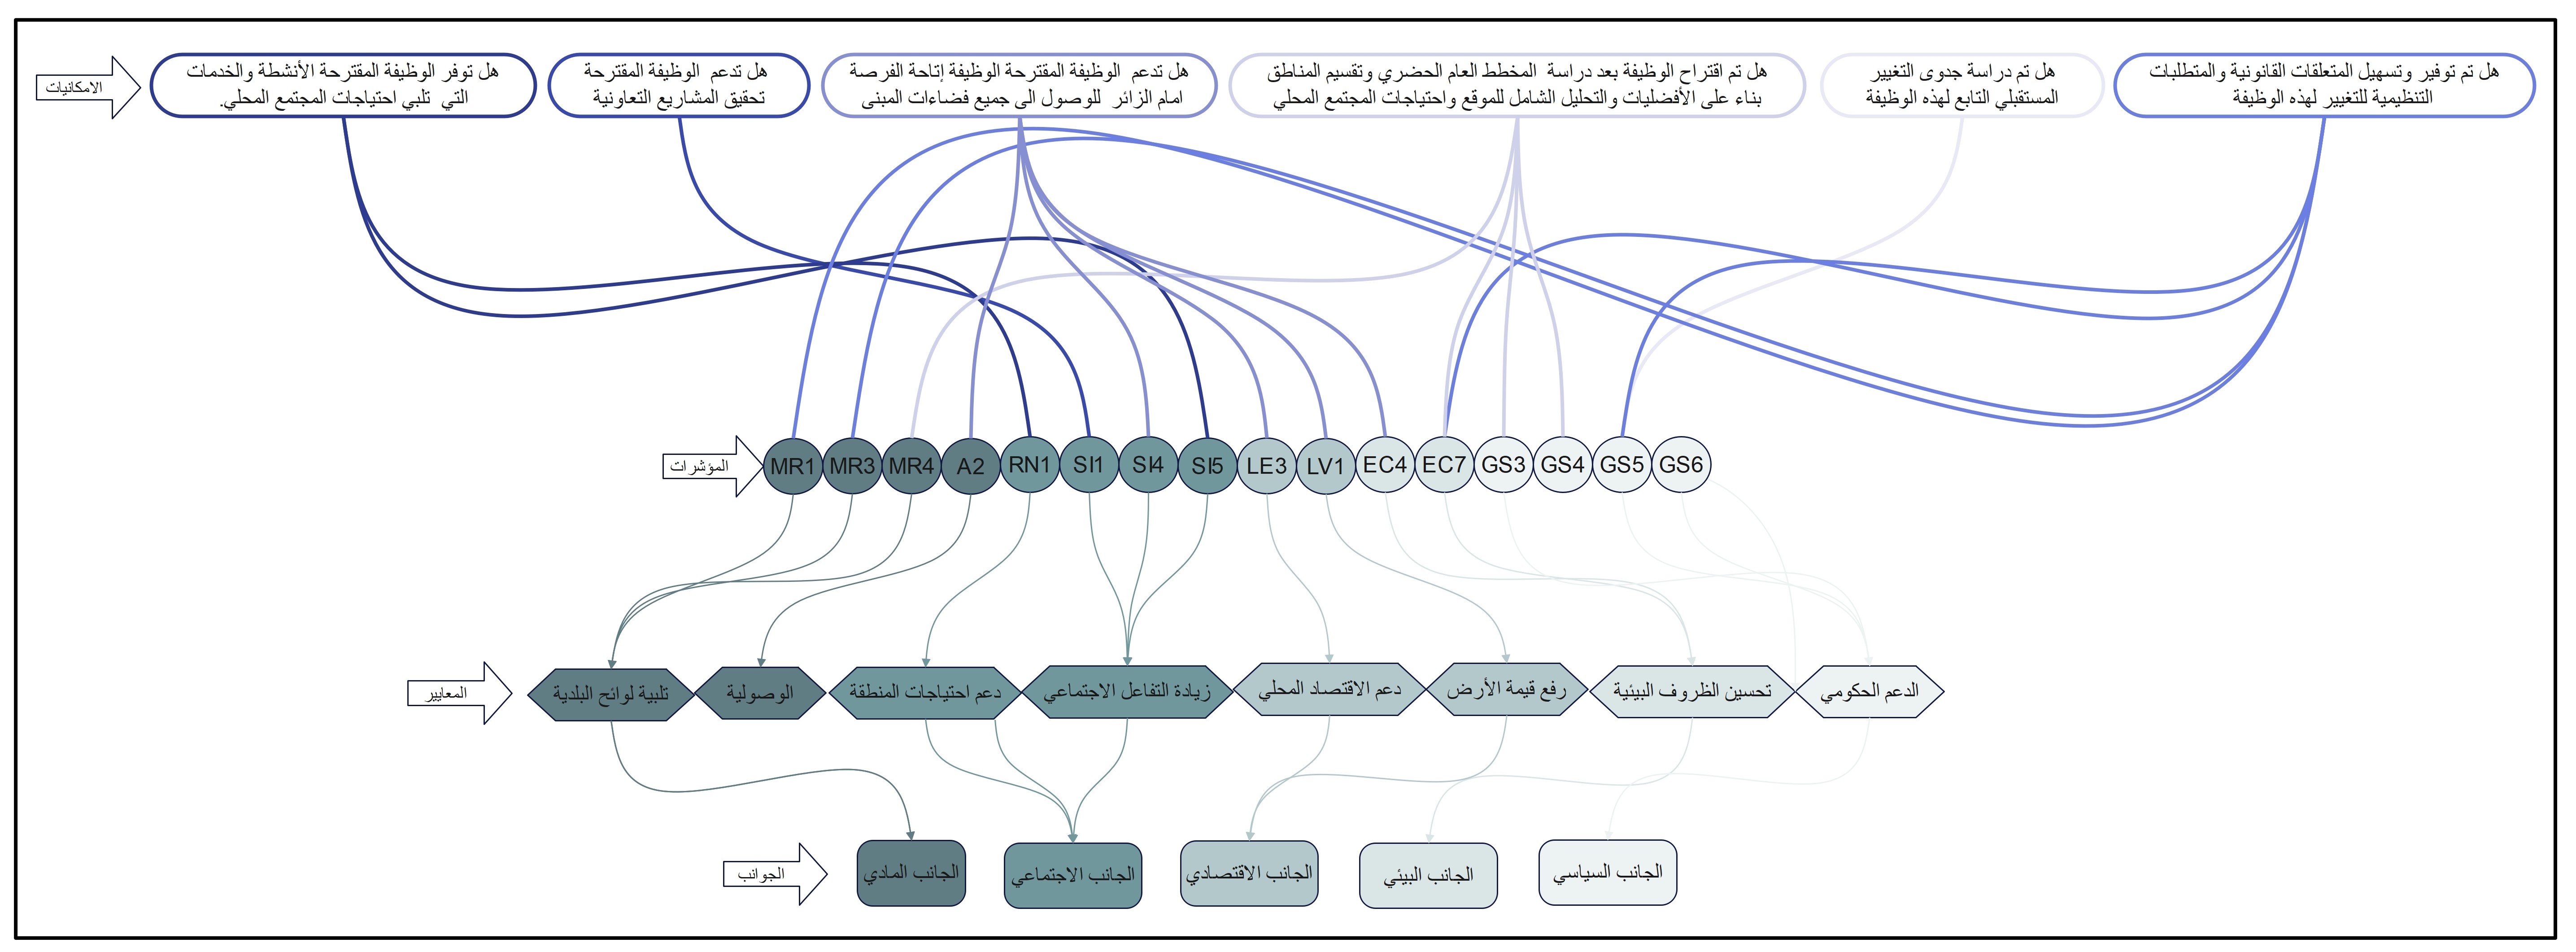 الامكانيات
هل توفر الوظيفة المقترحة الأنشطة والخدمات
التي تلبي احتياجات المجتمع المحلي.
هل تدعم الوظيفة المقترحة
تحقيق المشاريع التعاونية
هل تدعم الوظيفة المقترحة الوظيفة إتاحة الفرصة
امام الزائر للوصول الى جميع فضاءات المبنى
هل تم اقتراح الوظيفة بعد دراسة المخطط العام الحضري وتقسيم المناطق
بناء على الأفضليات والتحليل الشامل للموقع واحتياجات المجتمع المحلي
هل تم دراسة جدوى التغيير
المستقبلي التابع لهذه الوظيفة
هل تم توفير وتسهيل المتعلقات القانونية والمتطلبات
التنظيمية للتغيير لهذه الوظيفة
المؤشرات
MR1
MR3
MR4
A2
RN1
SI1
SI4
SI5
LE3
LV1
EC4
EC7
GS3
GS4
GS5
GS6
المعايير
تلبية لوائح البلدية
الوصولية
دعم احتياجات المنطقة
زيادة التفاعل الاجتماعي
دعم الاقتصاد المحلي
رفع قيمة الأرض
تحسين الظروف البيئية
الدعم الحكومي
الجوانب
الجانب المادي
الجانب الاجتماعي
الجانب الاقتصادي
الجانب البيئي
الجانب السياسي